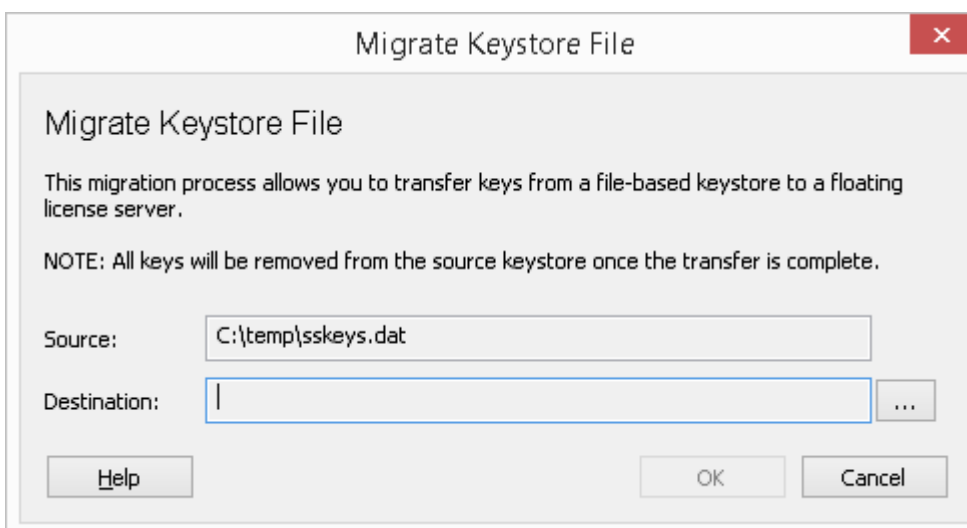 Migrate Keystore File
Migrate Keystore File
This migration process allows you to transfer keys from a file-based keystore to a floating
license server.
NOTE: All keys will be removed from the source keystore once the transfer is complete.
Source: C:\temp\sskeys.dat
Destination: ...
Help OK Cancel